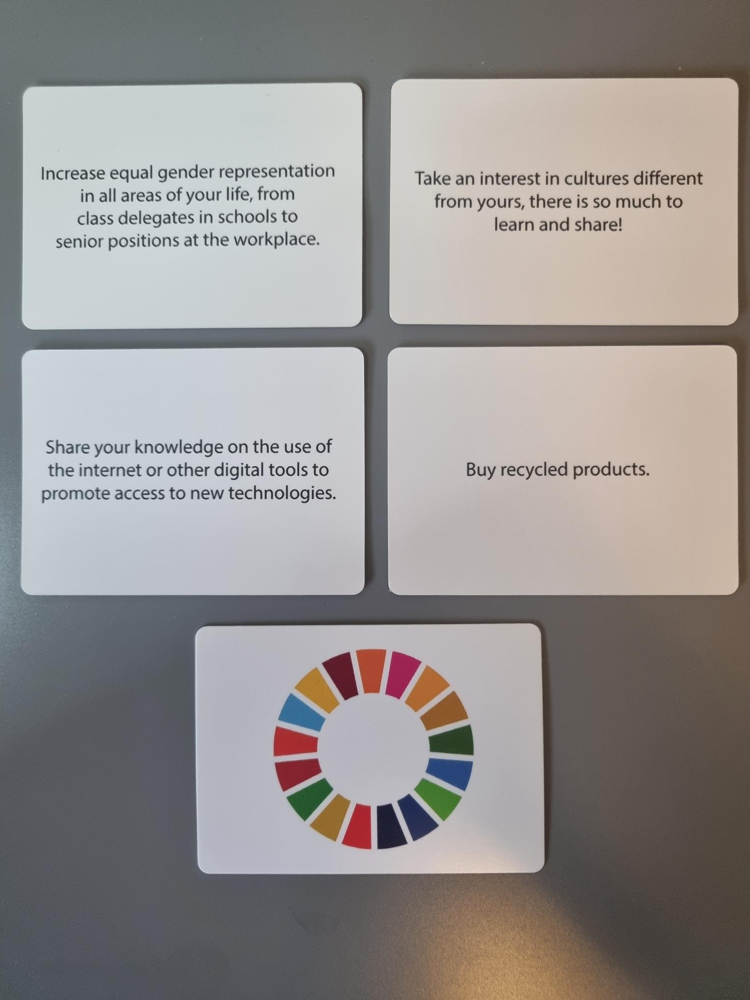 Increase equal gender representation
in all areas of your life, from
class delegates in schools to
senior positions at the workplace.
Take an interest in cultures different
from yours, there is so much to
learn and share!
Share your knowledge on the use of
the internet or other digital tools to
promote access to new technologies.
Buy recycled products.